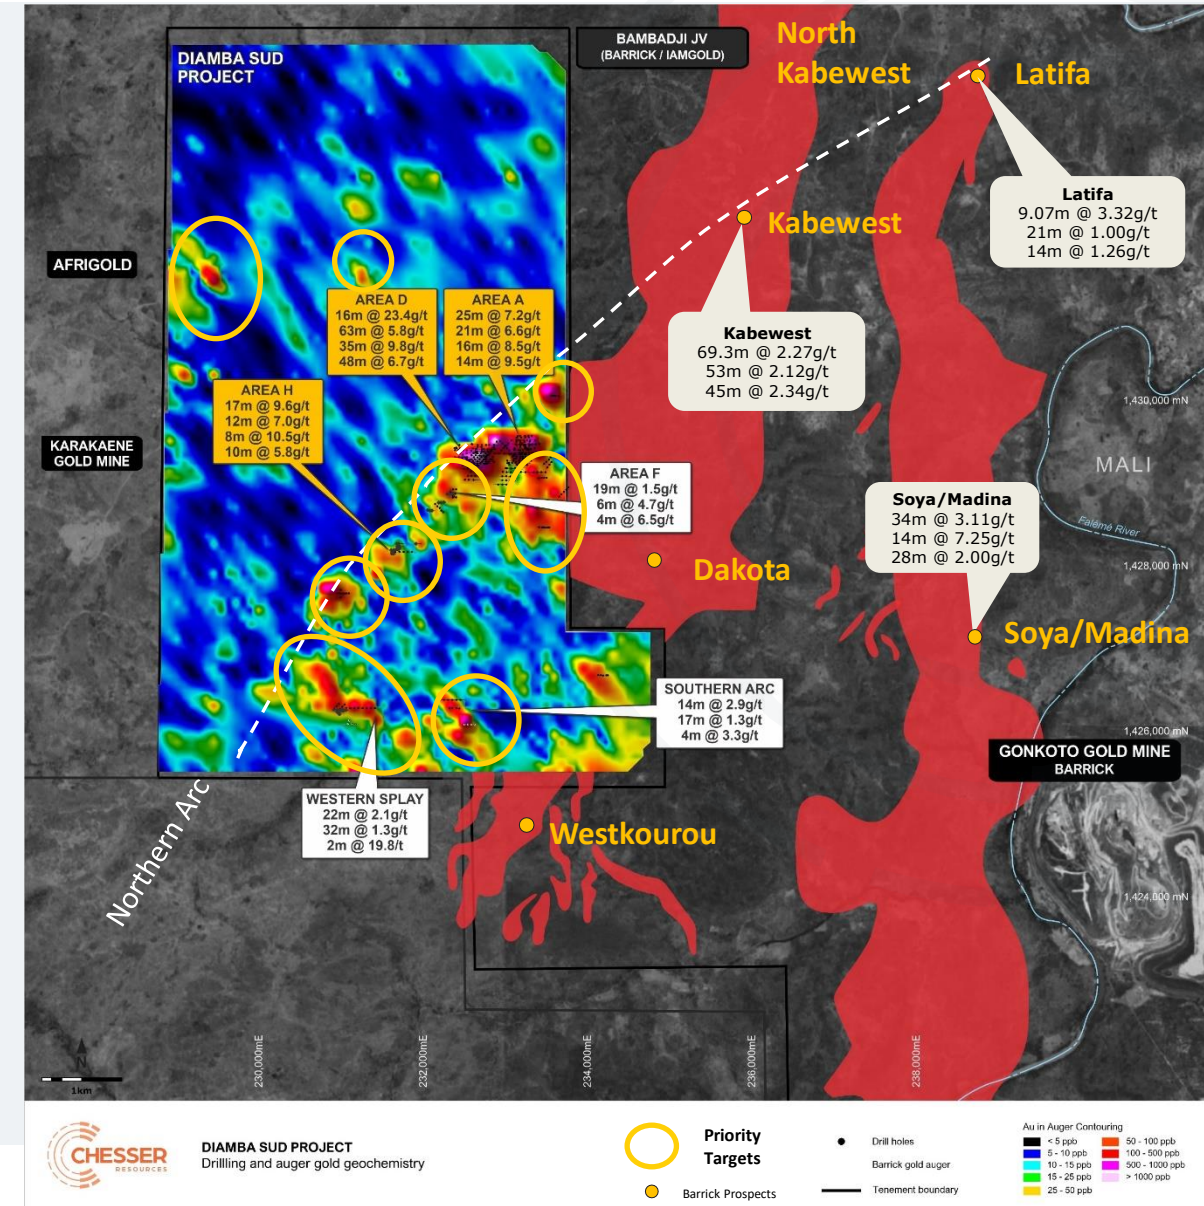 DIAMBA SUD
PROJECT
BAMBADJI JV
(BARRICK / IAMGOLD)
North
Kabewest
Latifa
Latifa
9.07m @ 3.32g/t
21m @ 1.00g/t
14m @ 1.26g/t
Kabewest
AFRIGOLD
AREA D
16m @ 23.4g/t
63m @ 5.8g/t
35m @ 9.8g/t
48m @ 6.7g/t
AREA A
25m @ 7.2g/t
21m @ 6.6g/t
16m @ 8.5g/t
14m @ 9.5g/t
Kabewest
69.3m @ 2.27g/t
53m @ 2.12g/t
45m @ 2.34g/t
AREA H
17m @ 9.6g/t
12m @ 7.0g/t
8m @ 10.5g/t
10m @ 5.8g/t
1,430,000 mN
KARAKAENE
GOLD MINE
MALI
AREA F
19m @ 1.5g/t
6m @ 4.7g/t
4m @ 6.5g/t
Soya/Madina
34m @ 3.11g/t
14m @ 7.25g/t
28m @ 2.00g/t
Falémé River
1,428,000 mN
Dakota
Soya/Madina
SOUTHERN ARC
14m @ 2.9g/t
17m @ 1.3g/t
4m @ 3.3g/t
1,426,000 mN
GONKOTO GOLD MINE
BARRICK
WESTERN SPLAY
22m @ 2.1g/t
32m @ 1.3g/t
2m @ 19.8/t
Westkourou
Northern Arc
1,424,000 mN
230,000mE
232,000mE
234,000mE
236,000mE
238,000mE
N
1km
CHESSER
RESOURCES
DIAMBA SUD PROJECT
Drillling and auger gold geochemistry
Priority
Targets
Barrick Prospects
Drill holes
Barrick gold auger
Tenement boundary
Au in Auger Contouring
< 5 ppb
5 - 10 ppb
10 - 15 ppb
15 - 25 ppb
25 - 50 ppb
50 - 100 ppb
100 - 500 ppb
500 - 1000 ppb
> 1000 ppb